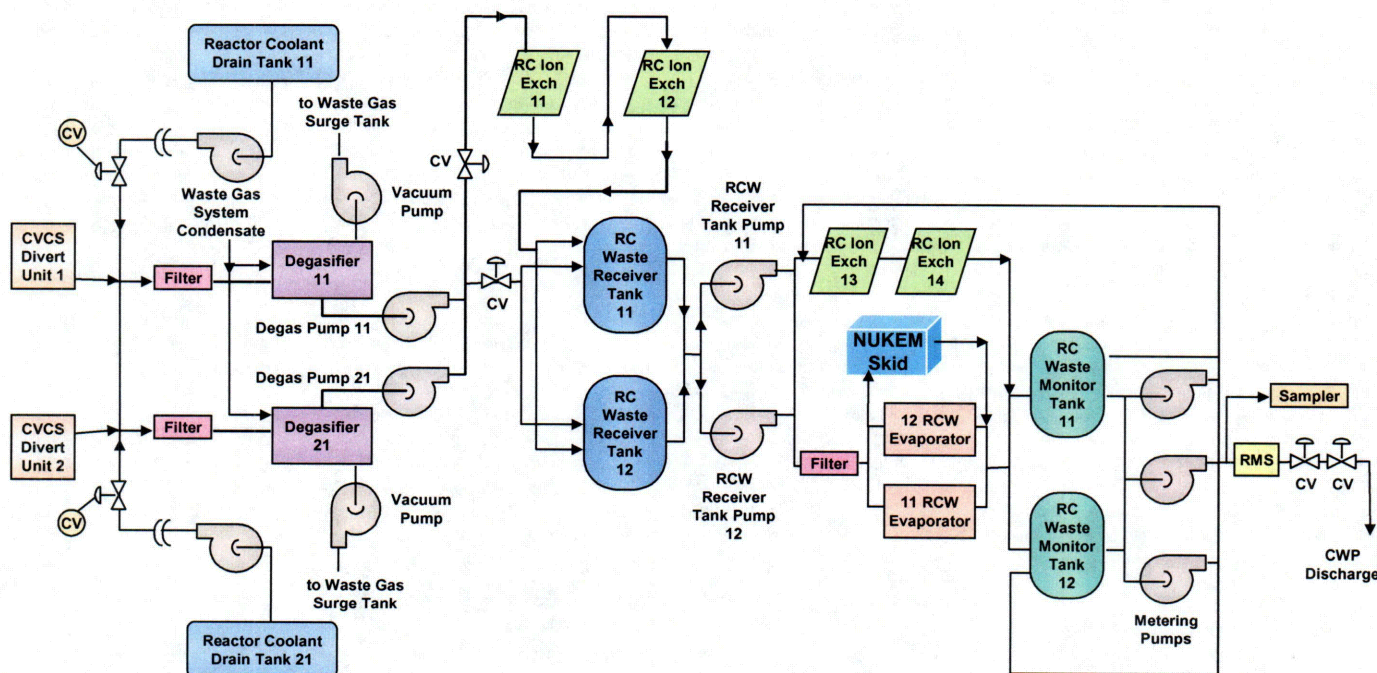 Reactor Coolant
Drain Tank 11
to Waste Gas
Surge Tank
RC Ion
Exch
11
RC Ion
Exch
12
CV
CV
Waste Gas
System
Condensate
Vacuum
Pump
RCW
Receiver
Tank Pump
11
CVCS
Divert
Unit 1
Filter
Degasifier
11
RC
Waste
Receiver
Tank
11
RC Ion
Exch
13
RC Ion
Exch
14
CV
Degas Pump 11
NUKEM
Skid
RC
Waste
Monitor
Tank
11
Degas Pump 21
RC
Waste
Receiver
Tank
12
Sampler
CVCS
Divert
Unit 2
Filter
Degasifier
21
12 RCW
Evaporator
Filter
RMS
CV
CV
11 RCW
Evaporator
RCW
Receiver
Tank Pump
12
CV
Vacuum
Pump
RC
Waste
Monitor
Tank
12
CWP
Discharge
to Waste Gas
Surge Tank
Metering
Pumps
Reactor Coolant
Drain Tank 21